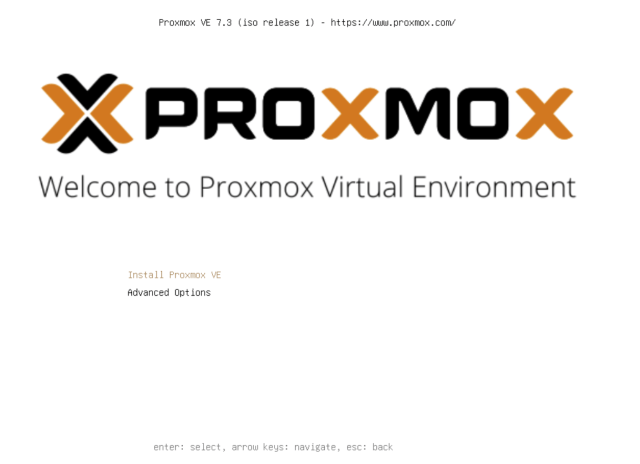 Proxmox VE 7.3 (iso release 1) - https://www.proxmox.com/
PROXMOX
Welcome to Proxmox Virtual Environment
Install Proxmox VE
Advanced Options
enter: select, arrow keys: navigate, esc: back